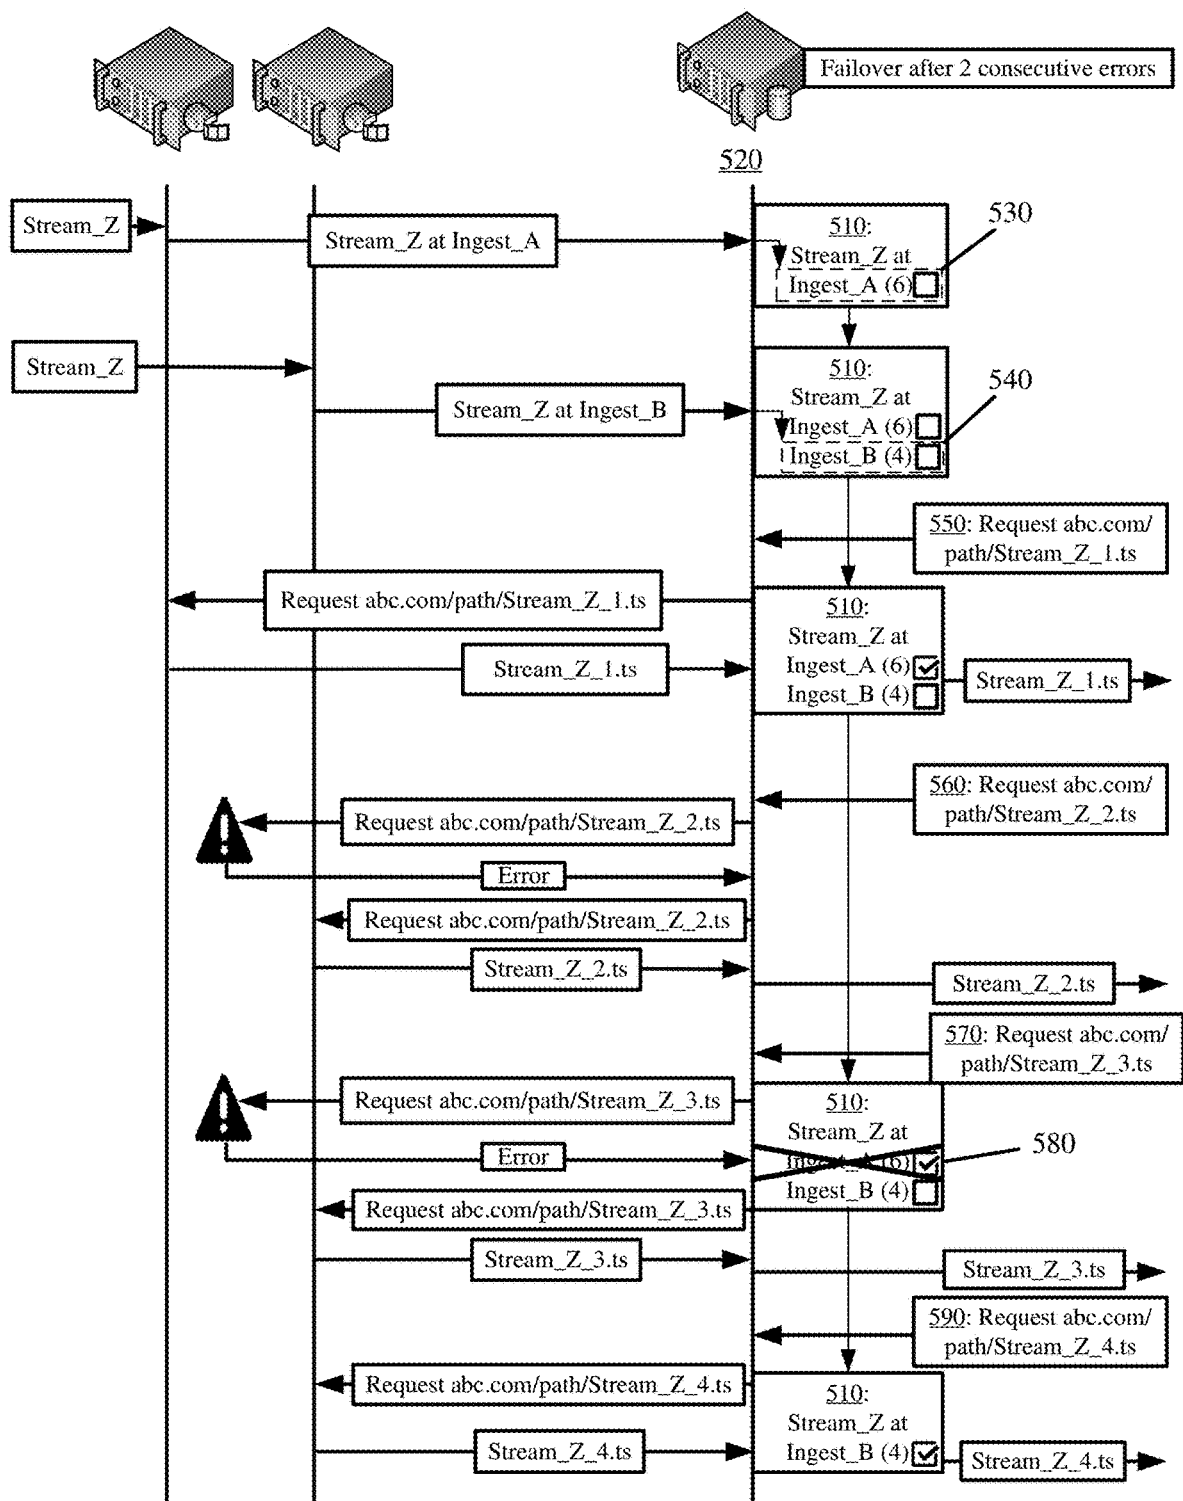 Failover after 2 consecutive errors
520
Stream_Z
Stream_Z at Ingest_A
510:
Stream_Z at
Ingest_A (6)
530
Stream_Z
Stream_Z at Ingest_B
510:
Stream_Z at
Ingest_A (6)
Ingest_B (4)
540
550: Request abc.com/
path/Stream_Z_1.ts
Request abc.com/path/Stream_Z_1.ts
510:
Stream_Z at
Ingest_A (6)
Ingest_B (4)
Stream_Z_1.ts
Stream_Z_1.ts
560: Request abc.com/
path/Stream_Z_2.ts
Request abc.com/path/Stream_Z_2.ts
Error
Request abc.com/path/Stream_Z_2.ts
Stream_Z_2.ts
Stream_Z_2.ts
570: Request abc.com/
path/Stream_Z_3.ts
Request abc.com/path/Stream_Z_3.ts
510:
Stream_Z at
Ingest_A (6)
Ingest_B (4)
580
Error
Request abc.com/path/Stream_Z_3.ts
Stream_Z_3.ts
Stream_Z_3.ts
590: Request abc.com/
path/Stream_Z_4.ts
Request abc.com/path/Stream_Z_4.ts
510:
Stream_Z at
Ingest_B (4)
Stream_Z_4.ts
Stream_Z_4.ts